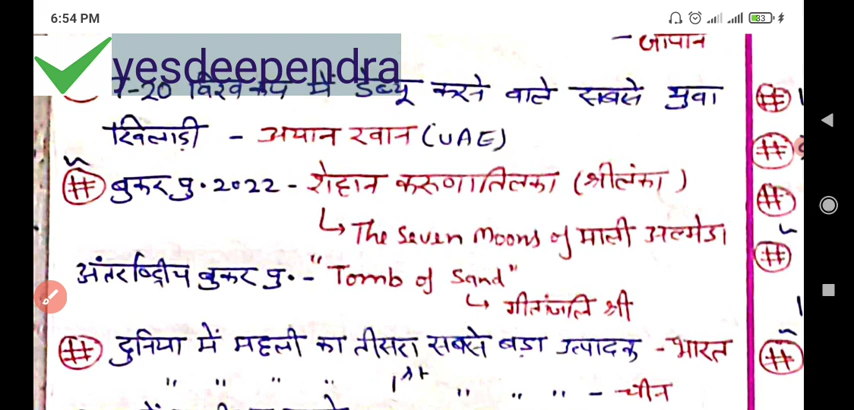 6:54 PM
83
yesdeependra
- जापान
T-20 विश्वकप में डेब्यू करने वाले सबसे युवा
खिलाड़ी - अयान खान (UAE)
# बुकर पु. 2022 - शेहान करुणातिलका (श्रीलंका)
↳ The Seven Moons of माली अल्मेडा
अंतर्राष्ट्रीय बुकर पु. - "Tomb of Sand"
↳ गीतांजलि श्री
# दुनिया में मछली का तीसरा सबसे बड़ा उत्पादक - भारत
" " " " 1st " " " - चीन